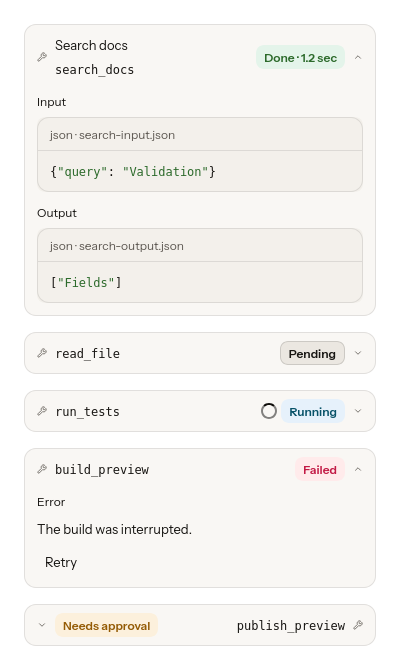 Search docs
search_docs
Done · 1.2 sec
Input
json · search-input.json
{"query": "Validation"}
Output
json · search-output.json
["Fields"]
read_file
Pending
run_tests
Running
build_preview
Failed
Error
The build was interrupted.
Retry
Needs approval
publish_preview